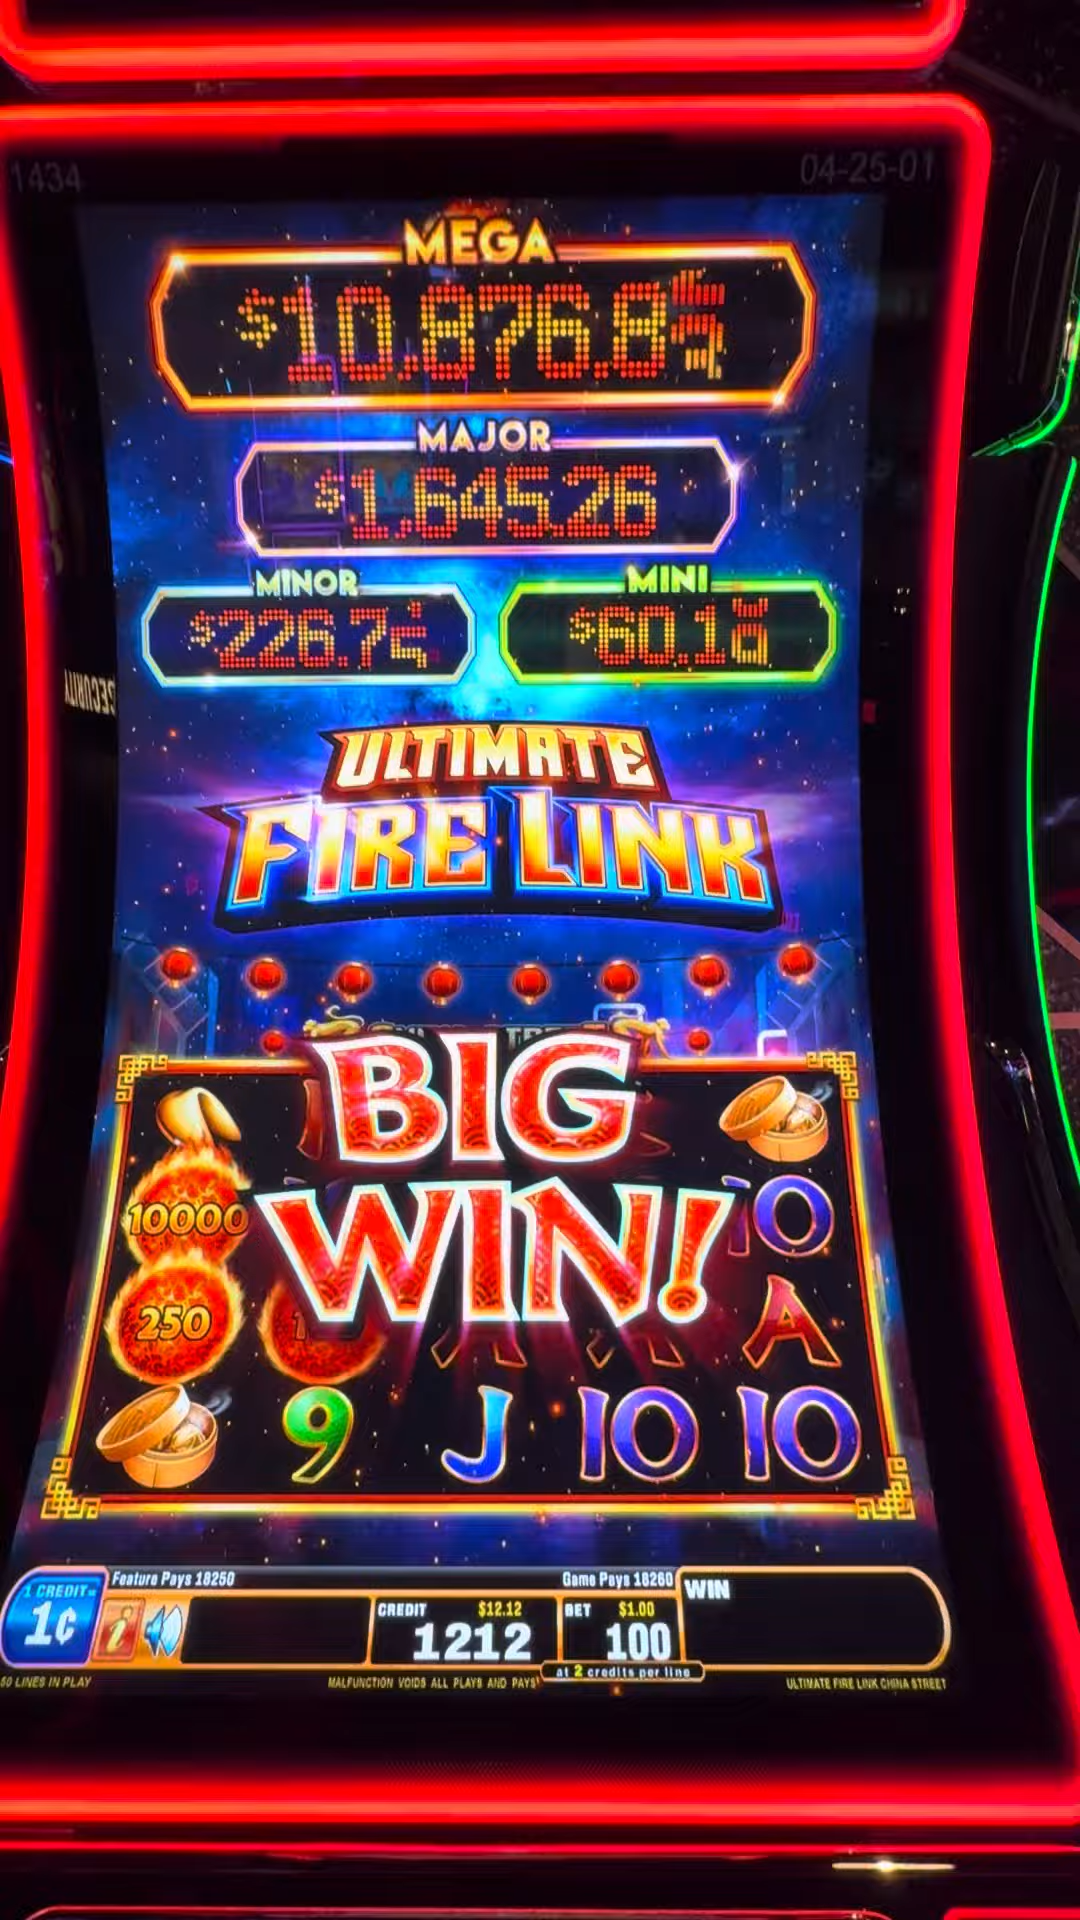 1434
04-25-01
MEGA
$10,876.8
MAJOR
$1,645.26
MINOR
MINI
$226.7
$60.1
ULTIMATE
FIRE LINK
BIG
WIN!
10000
10
250
A
9 J 10 10
Feature Pays 18250
Game Pays 18260
WIN
1 CREDIT=
1¢
i
CREDIT $12.12
1212
BET $1.00
100
at 2 credits per line
50 LINES IN PLAY
MALFUNCTION VOIDS ALL PLAYS AND PAYS
ULTIMATE FIRE LINK CHINA STREET
SECURITY